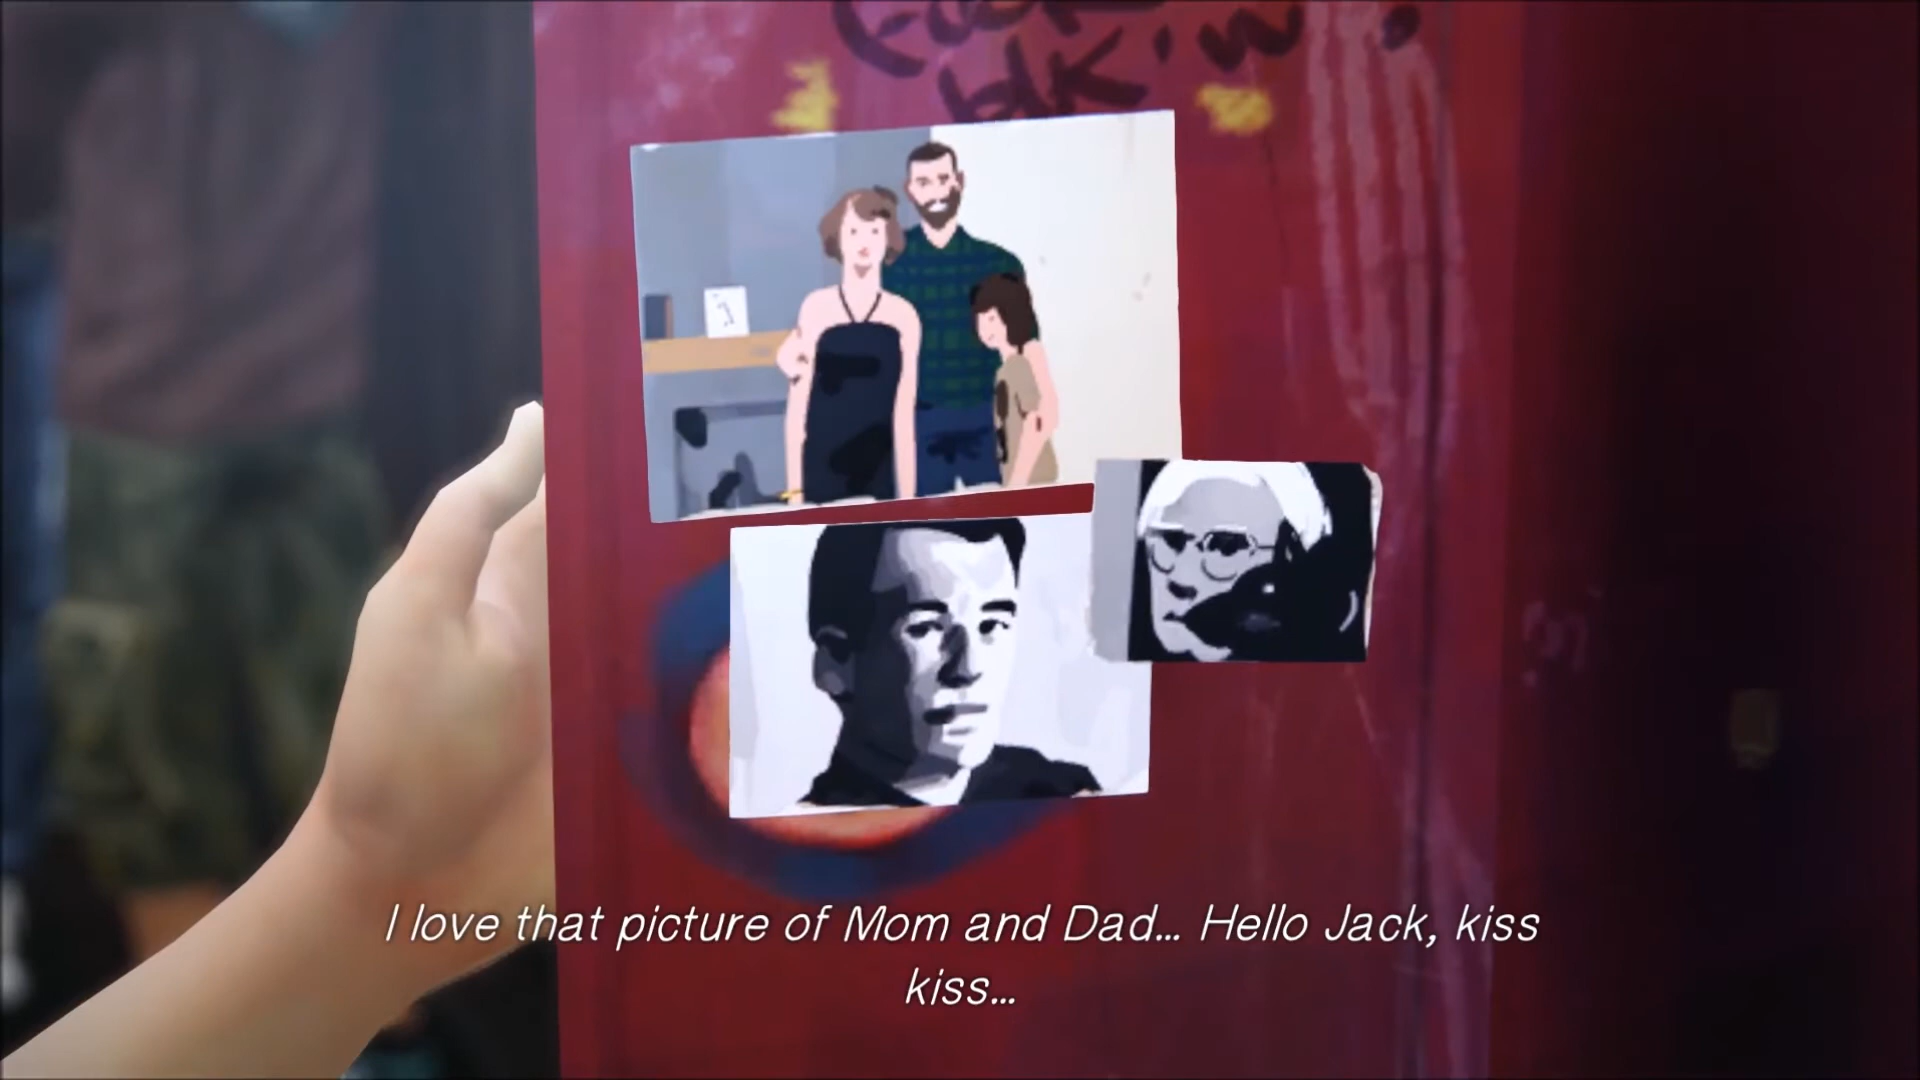 I love that picture of Mom and Dad... Hello Jack, kiss
kiss...